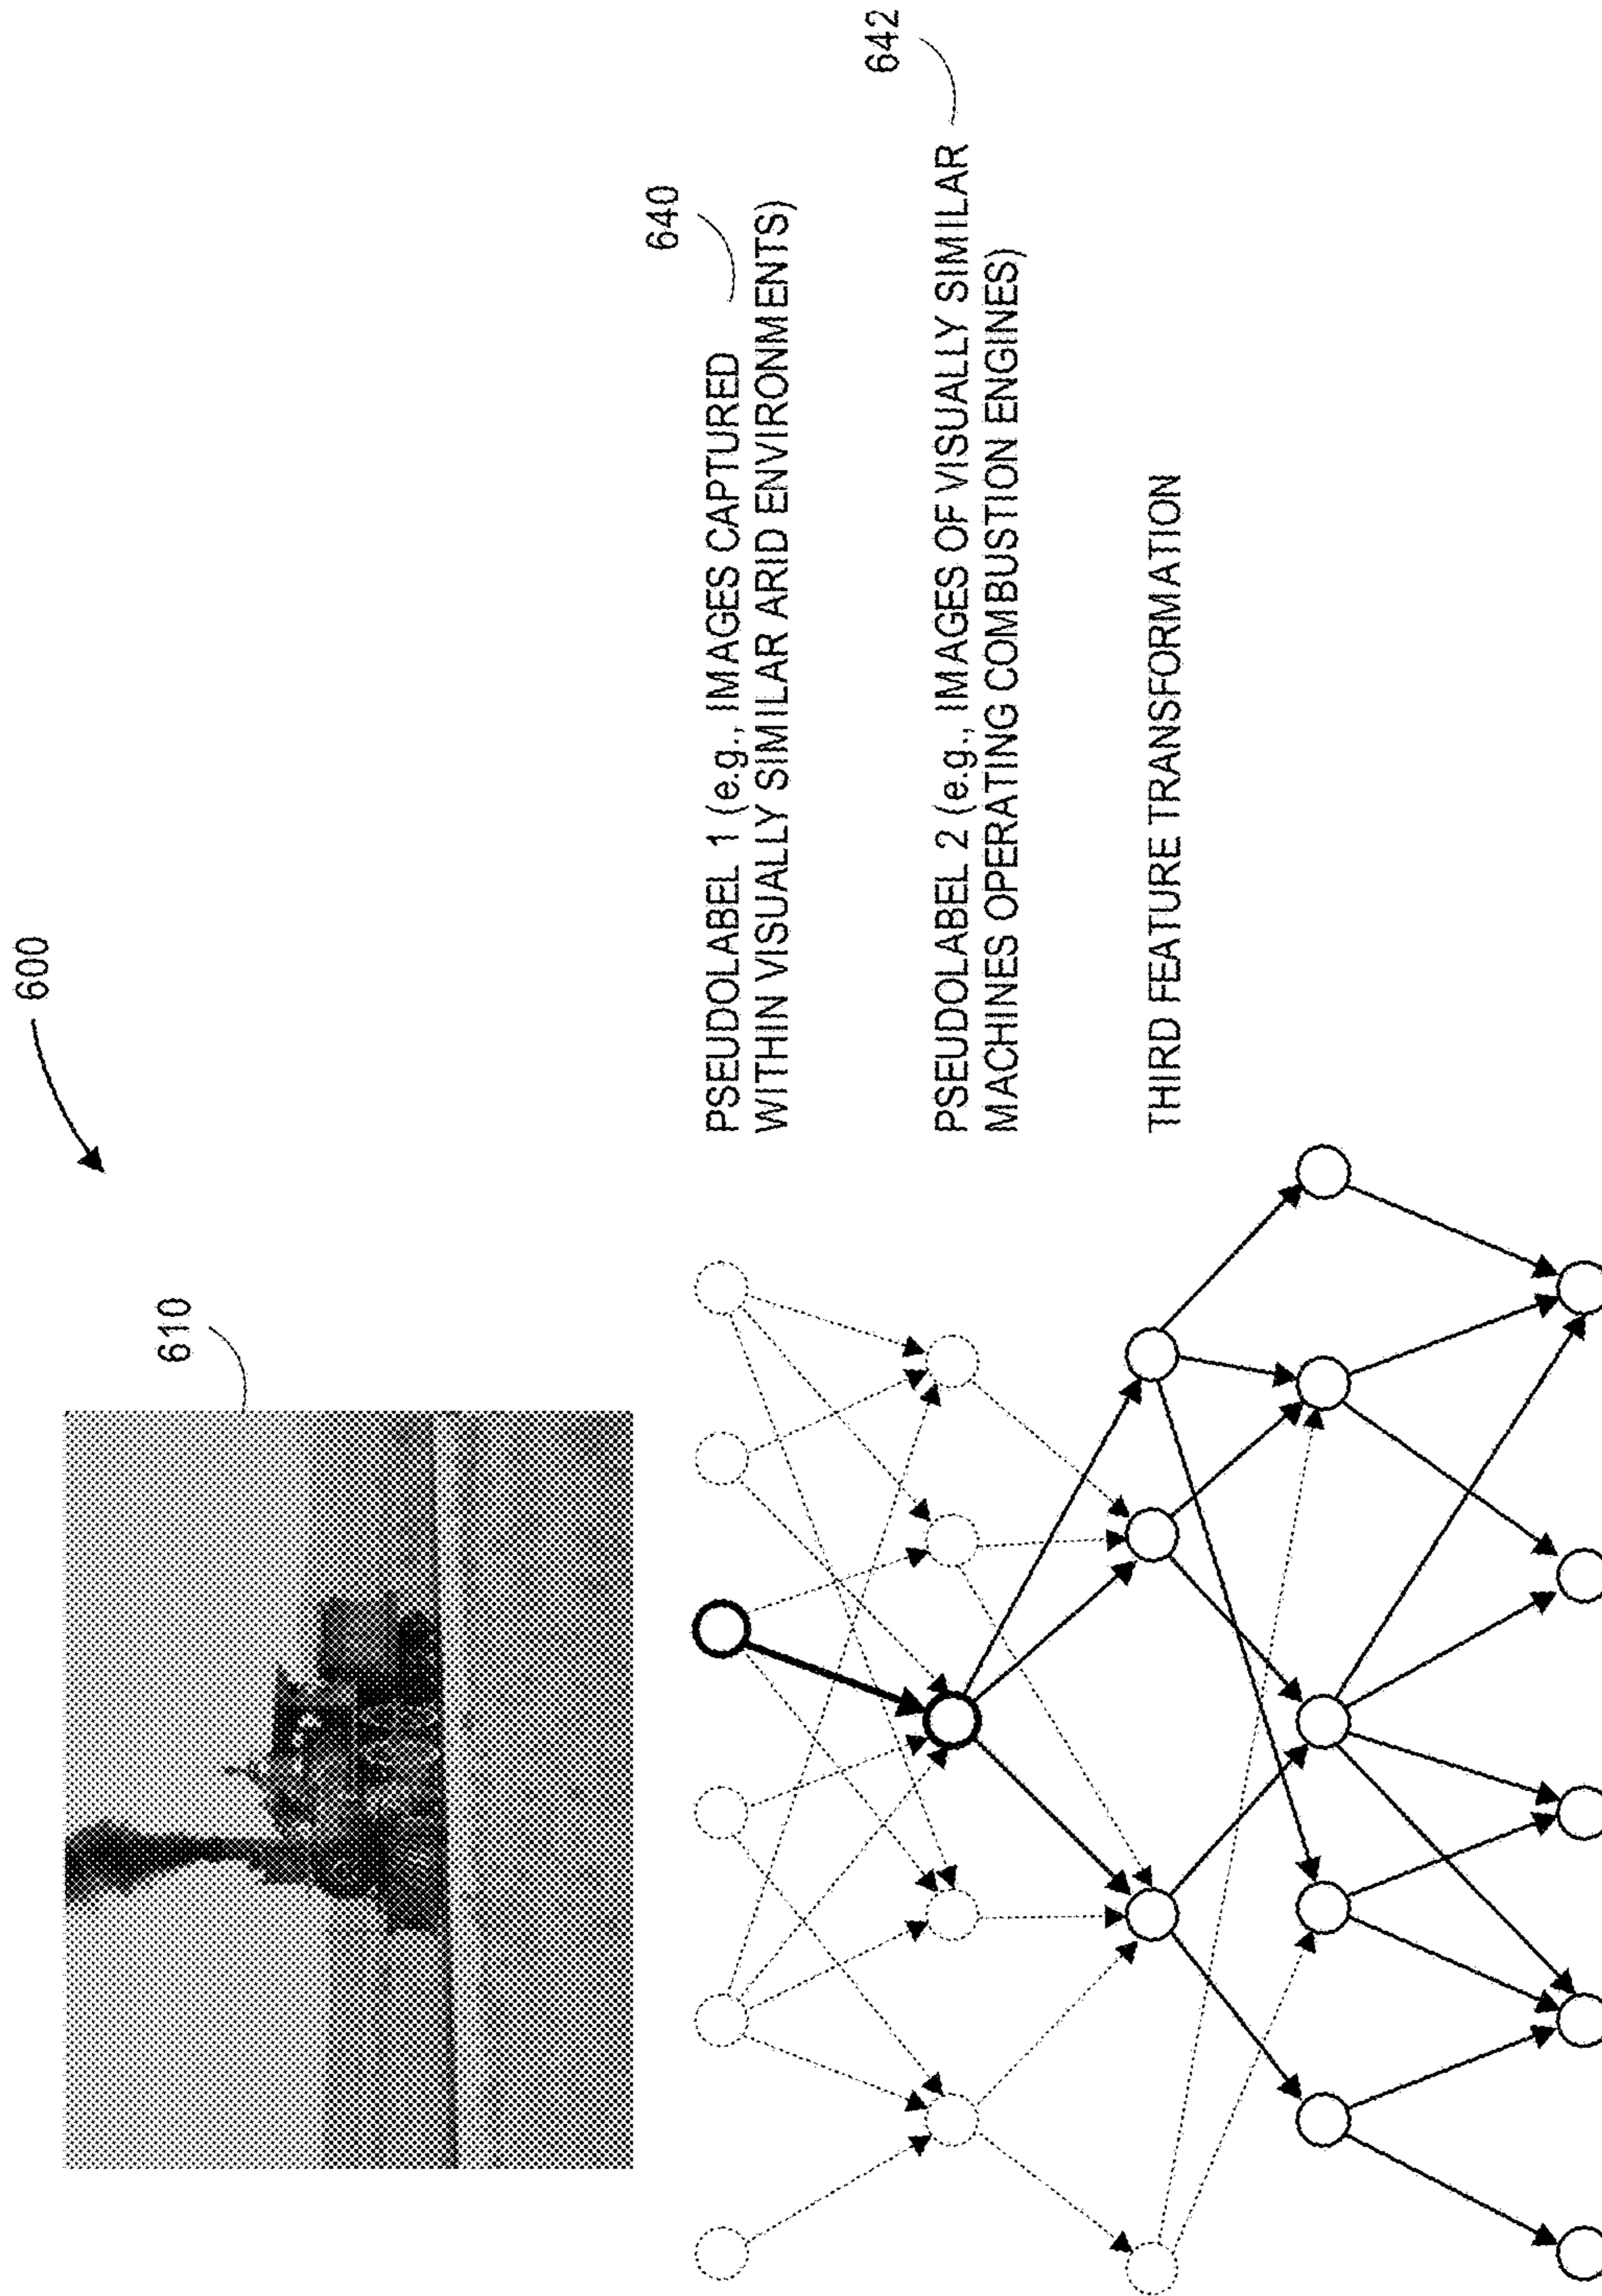 600
610
PSEUDOLABEL 1 (e.g., IMAGES CAPTURED
WITHIN VISUALLY SIMILAR ARID ENVIRONMENTS)
640
PSEUDOLABEL 2 (e.g., IMAGES OF VISUALLY SIMILAR
MACHINES OPERATING COMBUSTION ENGINES)
642
THIRD FEATURE TRANSFORMATION